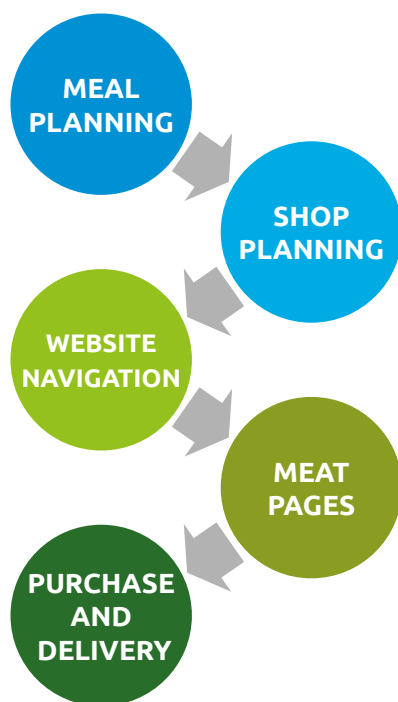 MEAL
PLANNING
SHOP
PLANNING
WEBSITE
NAVIGATION
MEAT
PAGES
PURCHASE
AND
DELIVERY